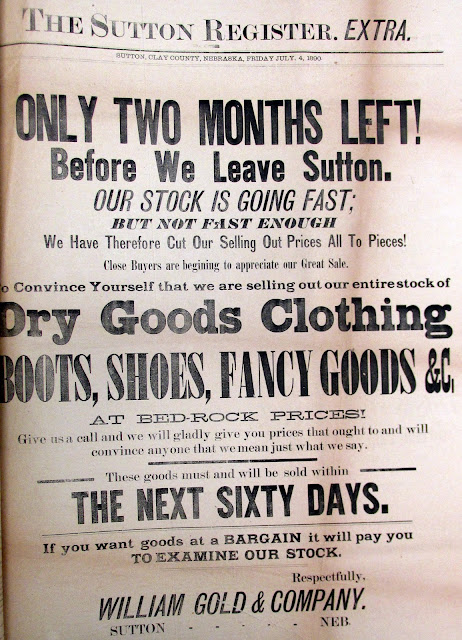 THE SUTTON REGISTER. EXTRA.
SUTTON, CLAY COUNTY, NEBRASKA, FRIDAY JULY. 4, 1890
ONLY TWO MONTHS LEFT!
Before We Leave Sutton.
OUR STOCK IS GOING FAST;
BUT NOT FAST ENOUGH
We Have Therefore Cut Our Selling Out Prices All To Pieces!
Close Buyers are begining to appreciate our Great Sale.
o Convince Yourself that we are selling out our entire stock of
Dry Goods Clothing
BOOTS, SHOES, FANCY GOODS &C.
AT BED-ROCK PRICES!
Give us a call and we will gladly give you prices that ought to and will
convince anyone that we mean just what we say.
These goods must and will be sold within
THE NEXT SIXTY DAYS.
If you want goods at a BARGAIN it will pay you
TO EXAMINE OUR STOCK.
Respectfully,
WILLIAM GOLD & COMPANY.
SUTTON - - - - - NEB.